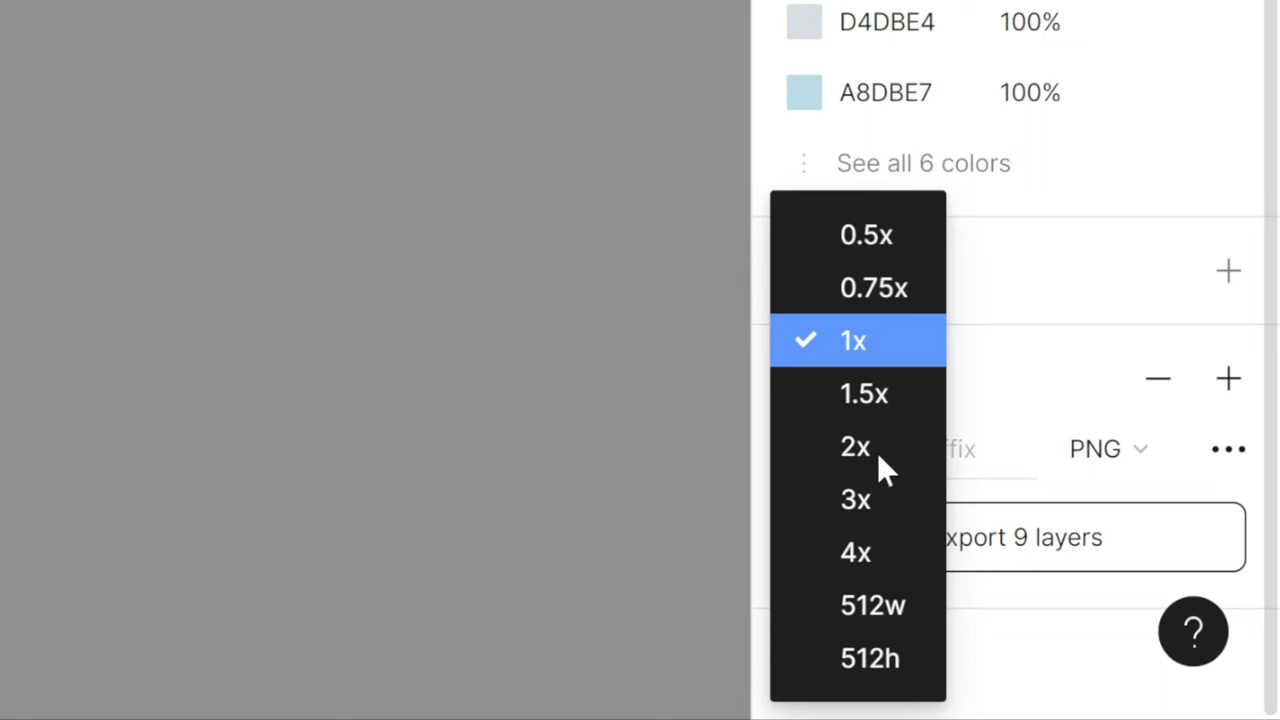 D4DBE4 100%
A8DBE7 100%
See all 6 colors
0.5x
0.75x
1x
1.5x
2x
ffix PNG
3x
xport 9 layers
4x
512w
?
512h